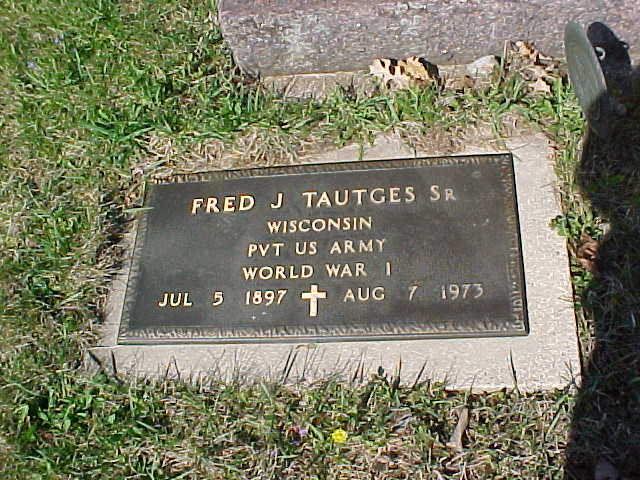 FRED J TAUTGES SR
WISCONSIN
PVT US ARMY
WORLD WAR I
JUL 5 1897 AUG 7 1973